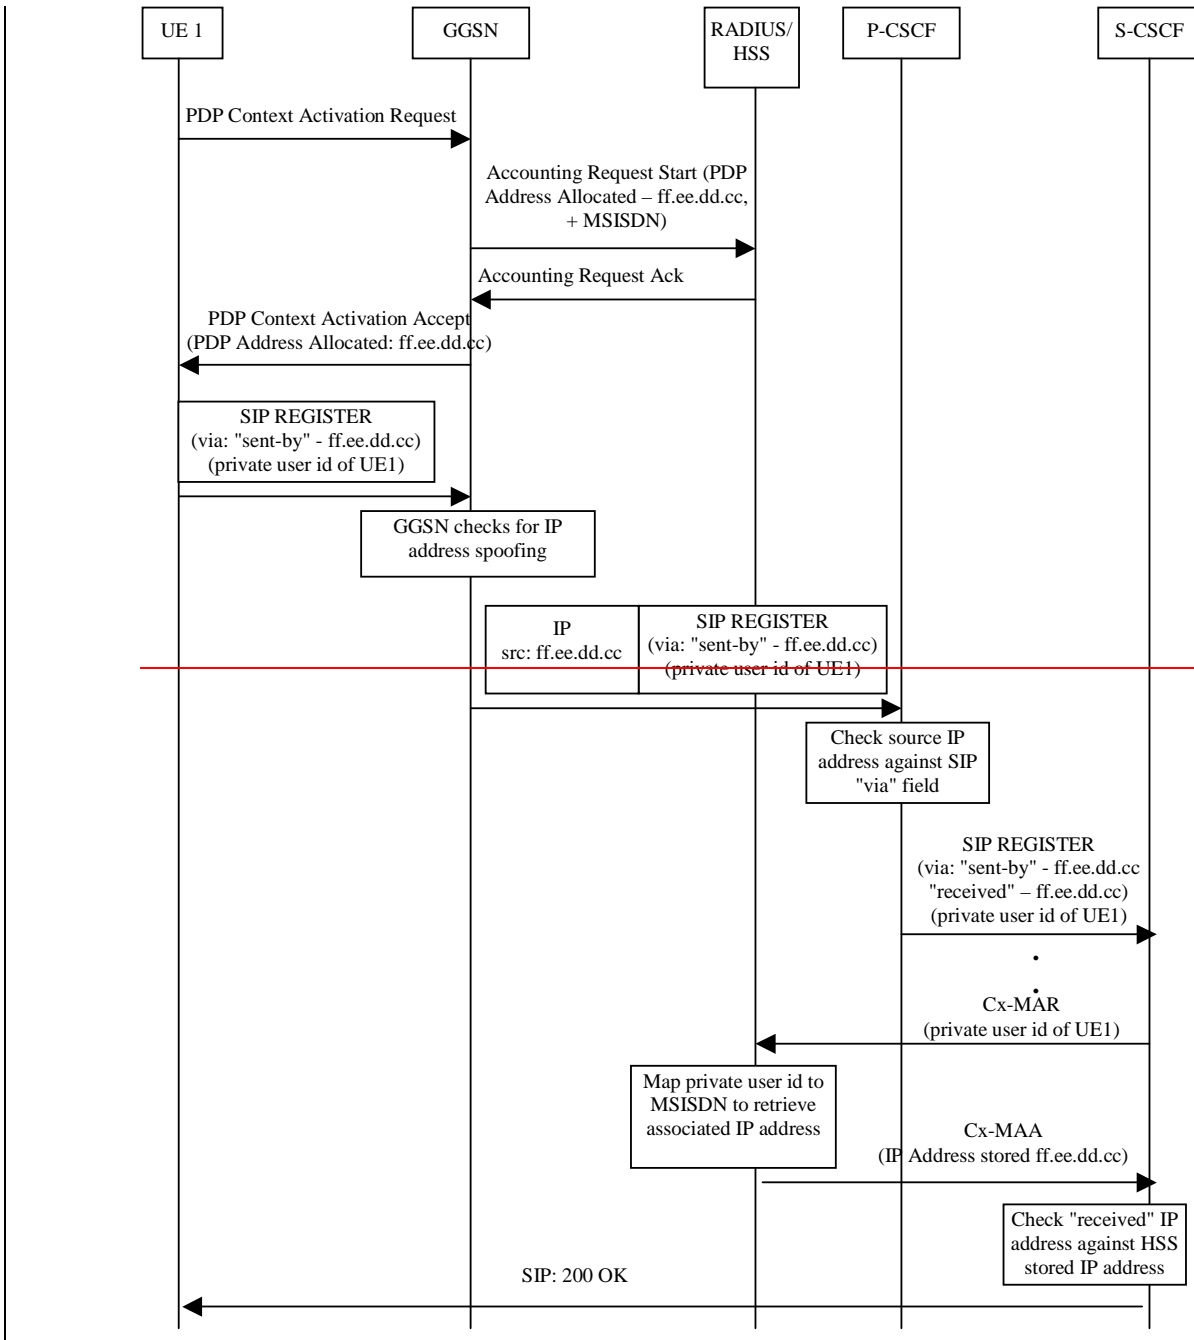 UE 1
GGSN
RADIUS/
HSS
P-CSCF
S-CSCF
PDP Context Activation Request
Accounting Request Start (PDP
Address Allocated – ff.ee.dd.cc,
+ MSISDN)
Accounting Request Ack
PDP Context Activation Accept
(PDP Address Allocated: ff.ee.dd.cc)
SIP REGISTER
(via: "sent-by" - ff.ee.dd.cc)
(private user id of UE1)
GGSN checks for IP
address spoofing
IP
src: ff.ee.dd.cc
SIP REGISTER
(via: "sent-by" - ff.ee.dd.cc)
(private user id of UE1)
Check source IP
address against SIP
"via" field
SIP REGISTER
(via: "sent-by" - ff.ee.dd.cc
"received" – ff.ee.dd.cc)
(private user id of UE1)
.
.
Cx-MAR
(private user id of UE1)
Map private user id to
MSISDN to retrieve
associated IP address
Cx-MAA
(IP Address stored ff.ee.dd.cc)
Check "received" IP
address against HSS
stored IP address
SIP: 200 OK